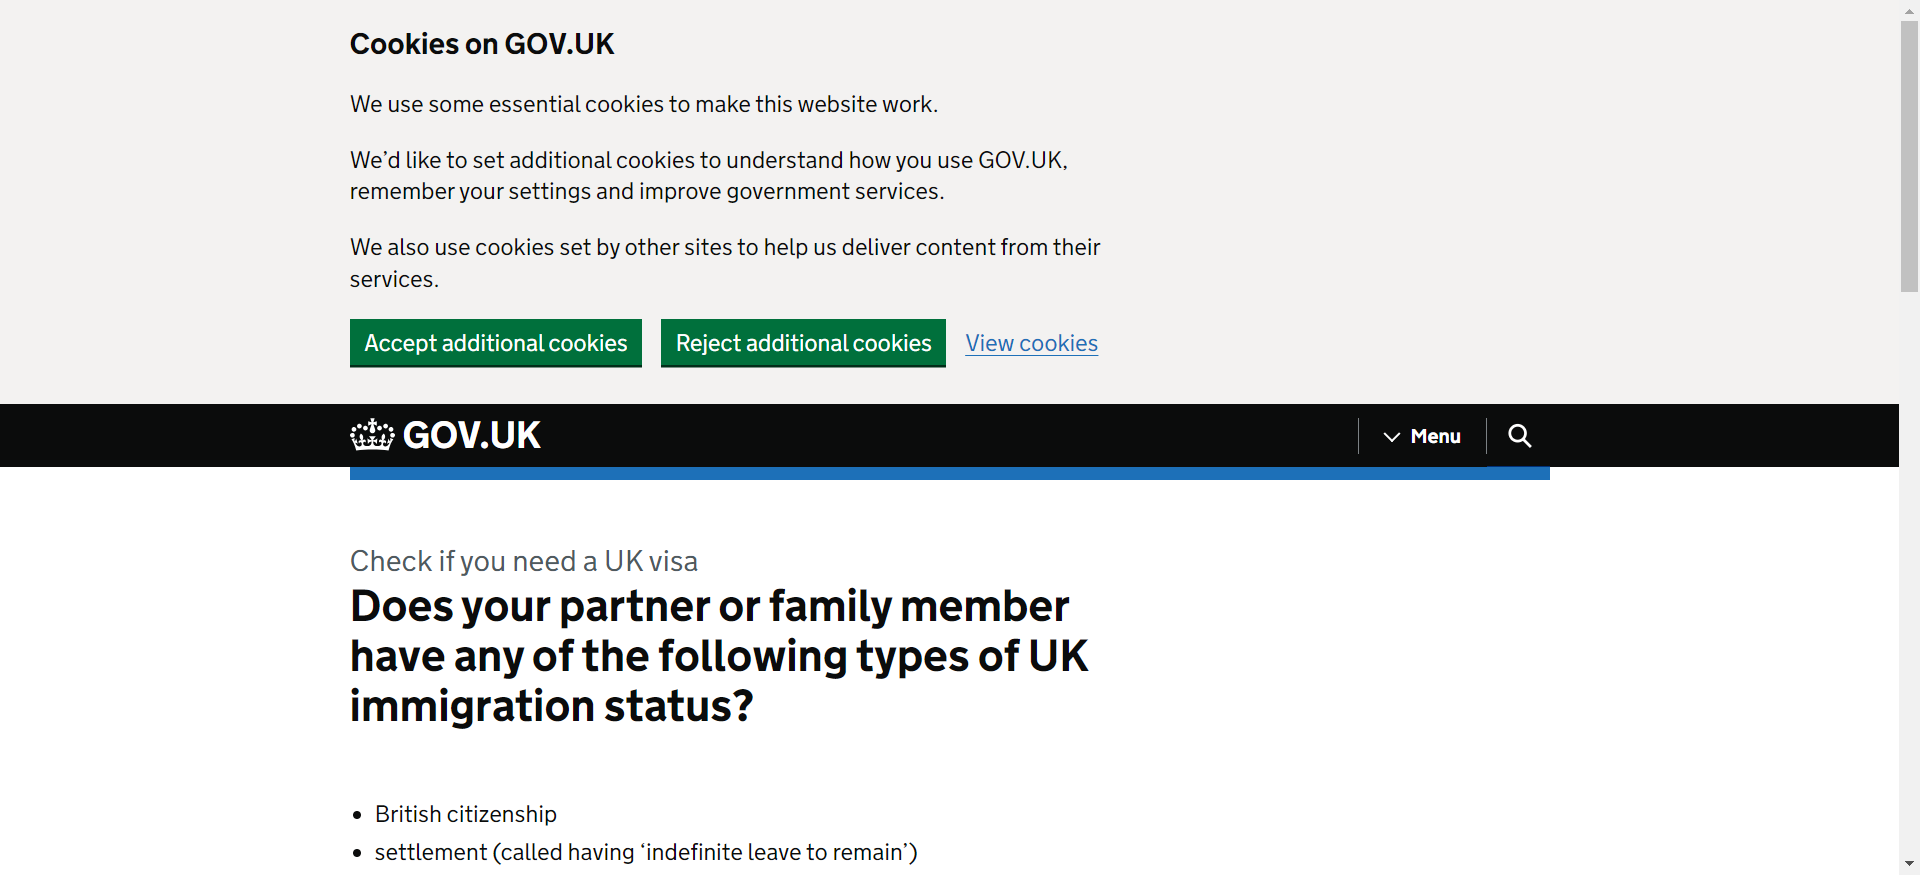 Cookies on GOV.UK
We use some essential cookies to make this website work.
We’d like to set additional cookies to understand how you use GOV.UK,
remember your settings and improve government services.
We also use cookies set by other sites to help us deliver content from their
services.
Accept additional cookies Reject additional cookies View cookies
GOV.UK Menu
Check if you need a UK visa
Does your partner or family member
have any of the following types of UK
immigration status?
• British citizenship
• settlement (called having ‘indefinite leave to remain’)